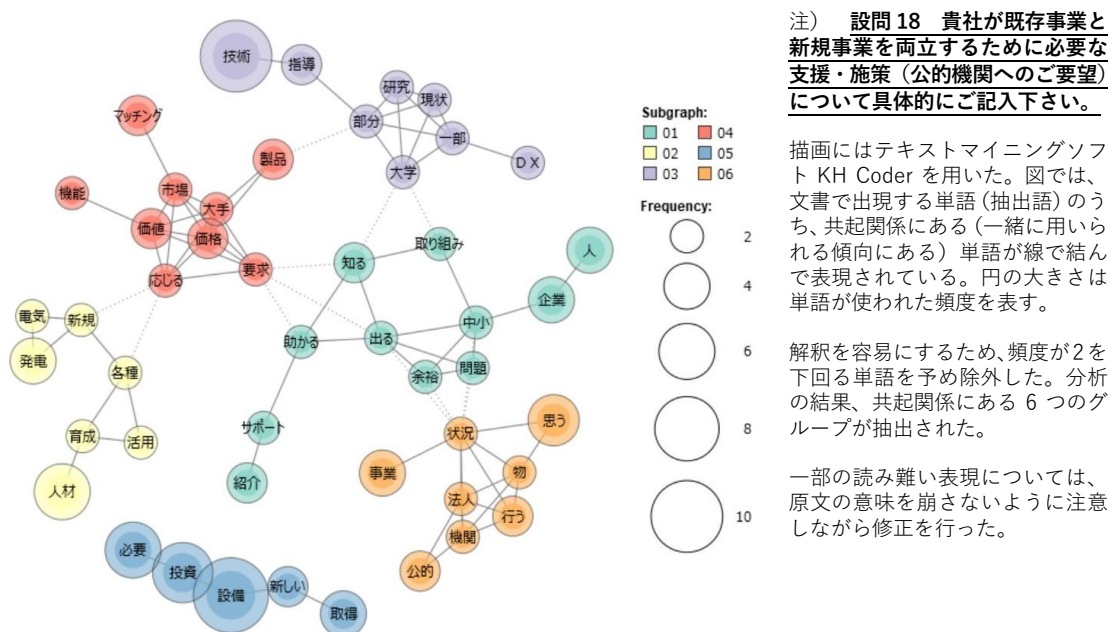 技術
指導
研究
現状
部分
一部
大学
DX
マッチング
製品
機能
市場
大手
価値
価格
応じる
要求
知る
取り組み
人
企業
中小
助かる
出る
余裕
問題
サポート
紹介
電気
新規
発電
各種
育成
活用
人材
状況
思う
事業
物
法人
行う
機関
公的
必要
投資
設備
新しい
取得
Subgraph:
01 04
02 05
03 06
Frequency:
2
4
6
8
10
注） 設問 18 貴社が既存事業と
新規事業を両立するために必要な
支援・施策（公的機関へのご要望）
について具体的にご記入下さい。
描画にはテキストマイニングソフ
ト KH Coder を用いた。図では、
文書で出現する単語（抽出語）のう
ち、共起関係にある（一緒に用いら
れる傾向にある）単語が線で結ん
で表現されている。円の大きさは
単語が使われた頻度を表す。
解釈を容易にするため、頻度が2を
下回る単語を予め除外した。分析
の結果、共起関係にある 6 つのグ
ループが抽出された。
一部の読み難い表現については、
原文の意味を崩さないように注意
しながら修正を行った。